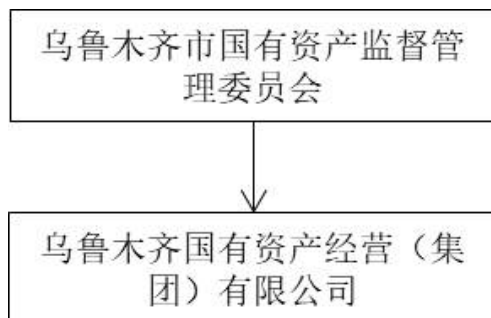 乌鲁木齐市国有资产监督管
理委员会
乌鲁木齐国有资产经营（集
团）有限公司